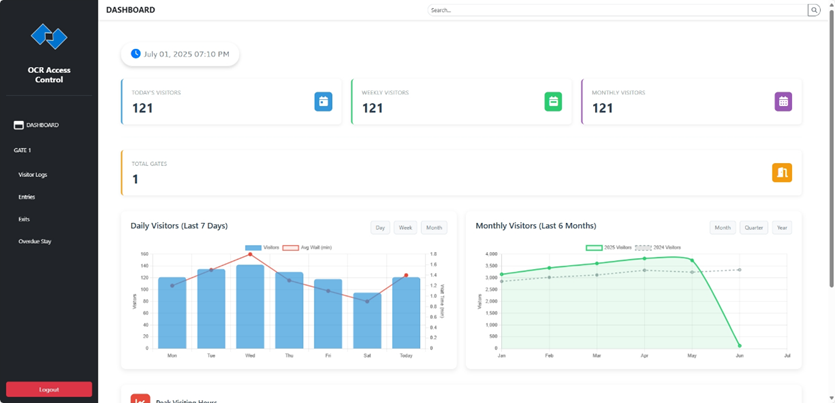 DASHBOARD
Search...
OCR Access
Control
July 01, 2025 07:10 PM
TODAY'S VISITORS
121
WEEKLY VISITORS
121
MONTHLY VISITORS
121
DASHBOARD
GATE 1
Visitor Logs
Entries
Exits
Overdue Stay
Logout
TOTAL GATES
1
Daily Visitors (Last 7 Days)
Day Week Month
Visitors Avg Wait (min)
160 1.8
140 1.6
120 1.4
100 1.2
80 1.0
60 0.8
0.6
40 0.4
20 0.2
0 0
Visitors
Wait Time (min)
Mon Tue Wed Thu Fri Sat Today
Monthly Visitors (Last 6 Months)
Month Quarter Year
2025 Visitors 2024 Visitors
4,000
3,500
3,000
2,500
2,000
1,500
1,000
500
0
Visitors
Jan Feb Mar Apr May Jun Jul
Peak Visiting Hours